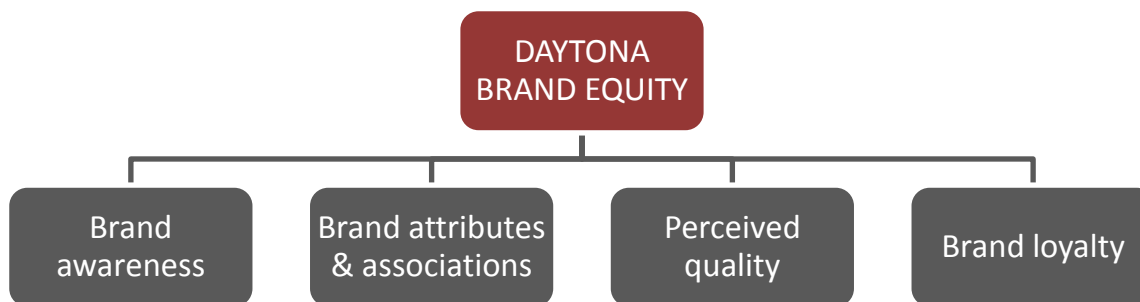 DAYTONA
BRAND EQUITY
Brand
awareness
Brand attributes
& associations
Perceived
quality
Brand loyalty